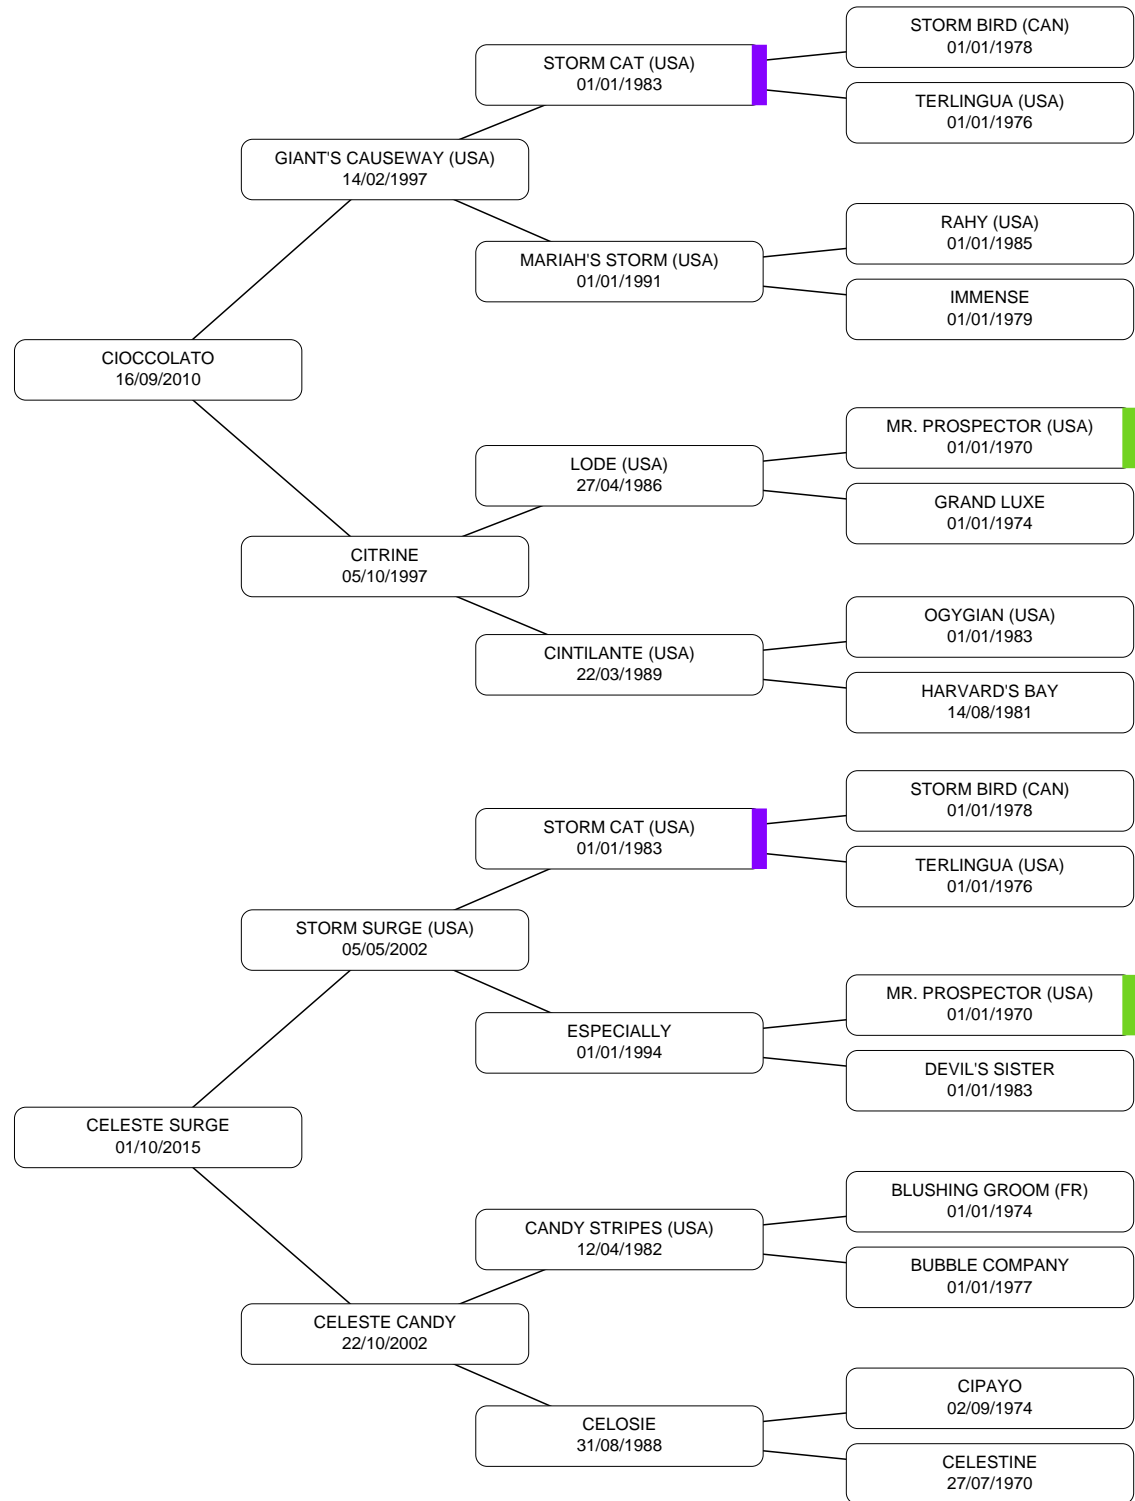 STORM BIRD (CAN)
01/01/1978
STORM CAT (USA)
01/01/1983
TERLINGUA (USA)
01/01/1976
GIANT'S CAUSEWAY (USA)
14/02/1997
RAHY (USA)
01/01/1985
MARIAH'S STORM (USA)
01/01/1991
IMMENSE
01/01/1979
CIOCCOLATO
16/09/2010
MR. PROSPECTOR (USA)
01/01/1970
LODE (USA)
27/04/1986
GRAND LUXE
01/01/1974
CITRINE
05/10/1997
OGYGIAN (USA)
01/01/1983
CINTILANTE (USA)
22/03/1989
HARVARD'S BAY
14/08/1981
STORM BIRD (CAN)
01/01/1978
STORM CAT (USA)
01/01/1983
TERLINGUA (USA)
01/01/1976
STORM SURGE (USA)
05/05/2002
MR. PROSPECTOR (USA)
01/01/1970
ESPECIALLY
01/01/1994
DEVIL'S SISTER
01/01/1983
CELESTE SURGE
01/10/2015
BLUSHING GROOM (FR)
01/01/1974
CANDY STRIPES (USA)
12/04/1982
BUBBLE COMPANY
01/01/1977
CELESTE CANDY
22/10/2002
CIPAYO
02/09/1974
CELOSIE
31/08/1988
CELESTINE
27/07/1970